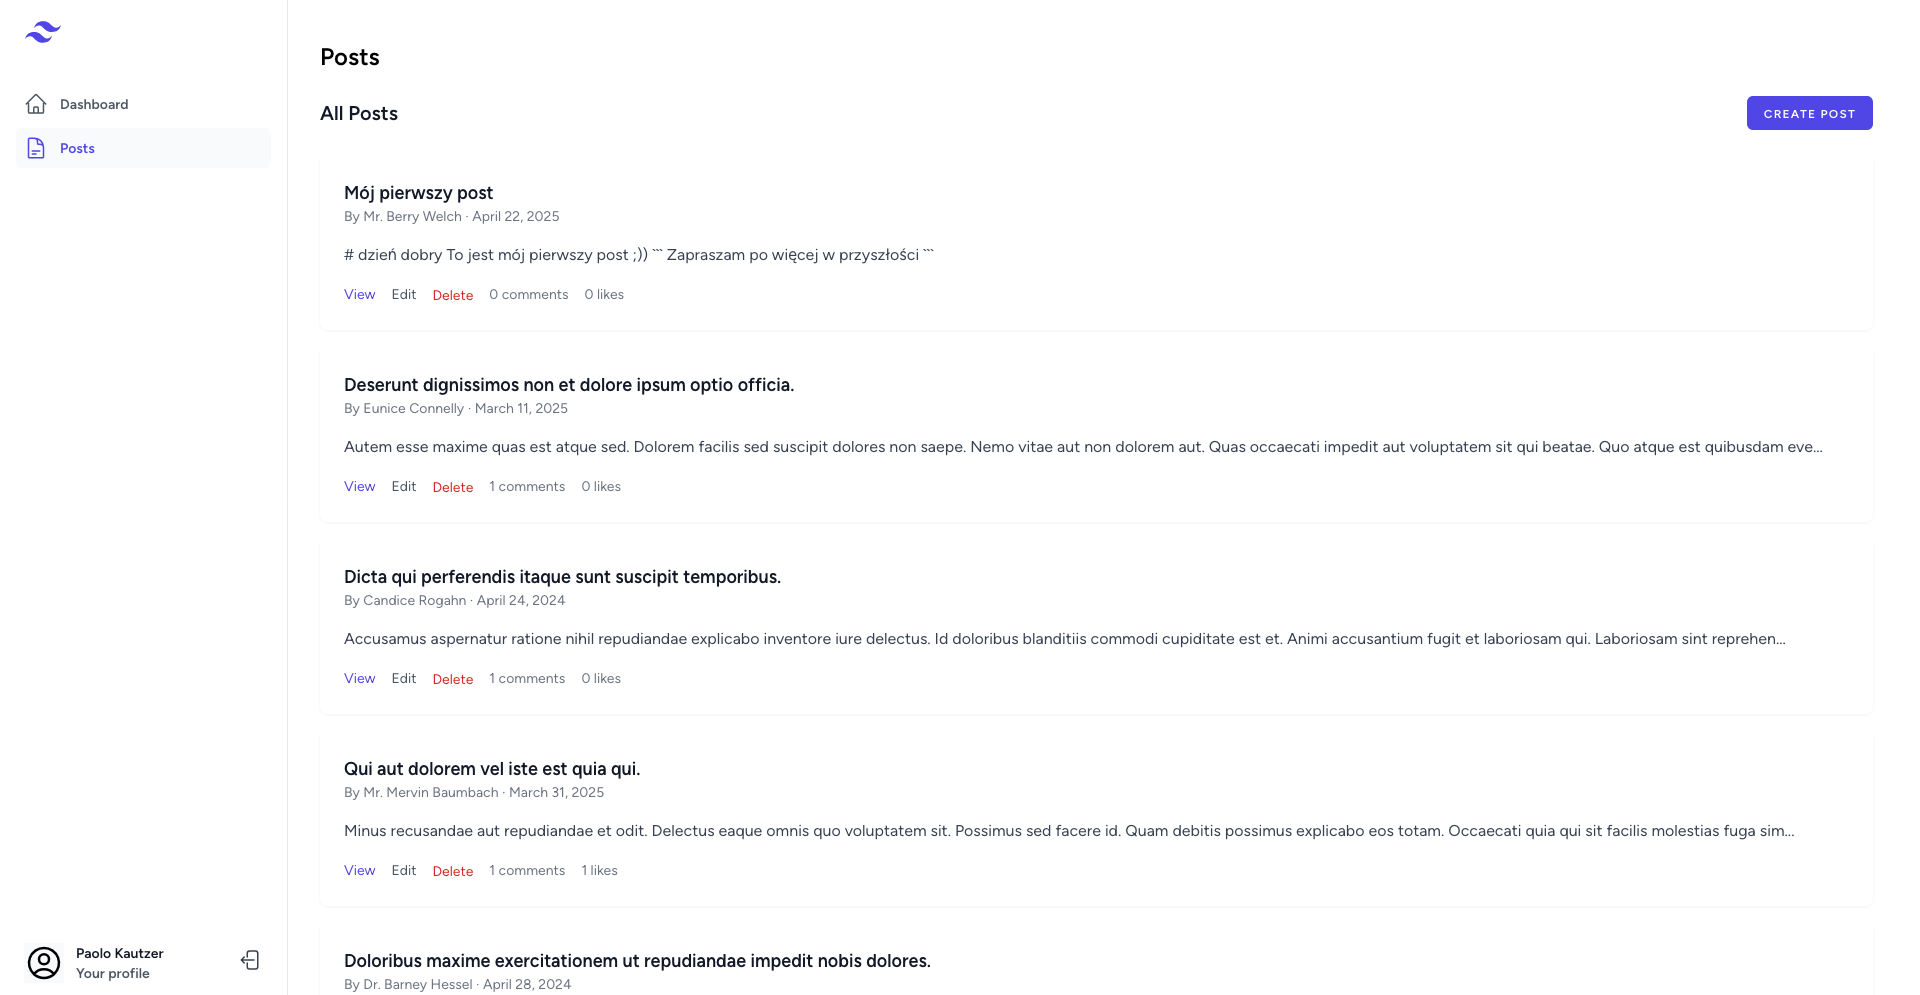 Dashboard
Posts
Paolo Kautzer
Your profile
Posts
All Posts
CREATE POST
Mój pierwszy post
By Mr. Berry Welch · April 22, 2025
# dzień dobry To jest mój pierwszy post ;)) ``` Zapraszam po więcej w przyszłości ```
View Edit Delete 0 comments 0 likes
Deserunt dignissimos non et dolore ipsum optio officia.
By Eunice Connelly · March 11, 2025
Autem esse maxime quas est atque sed. Dolorem facilis sed suscipit dolores non saepe. Nemo vitae aut non dolorem aut. Quas occaecati impedit aut voluptatem sit qui beatae. Quo atque est quibusdam eve...
View Edit Delete 1 comments 0 likes
Dicta qui perferendis itaque sunt suscipit temporibus.
By Candice Rogahn · April 24, 2024
Accusamus aspernatur ratione nihil repudiandae explicabo inventore iure delectus. Id doloribus blanditiis commodi cupiditate est et. Animi accusantium fugit et laboriosam qui. Laboriosam sint reprehen...
View Edit Delete 1 comments 0 likes
Qui aut dolorem vel iste est quia qui.
By Mr. Mervin Baumbach · March 31, 2025
Minus recusandae aut repudiandae et odit. Delectus eaque omnis quo voluptatem sit. Possimus sed facere id. Quam debitis possimus explicabo eos totam. Occaecati quia qui sit facilis molestias fuga sim...
View Edit Delete 1 comments 1 likes
Doloribus maxime exercitationem ut repudiandae impedit nobis dolores.
By Dr. Barney Hessel · April 28, 2024